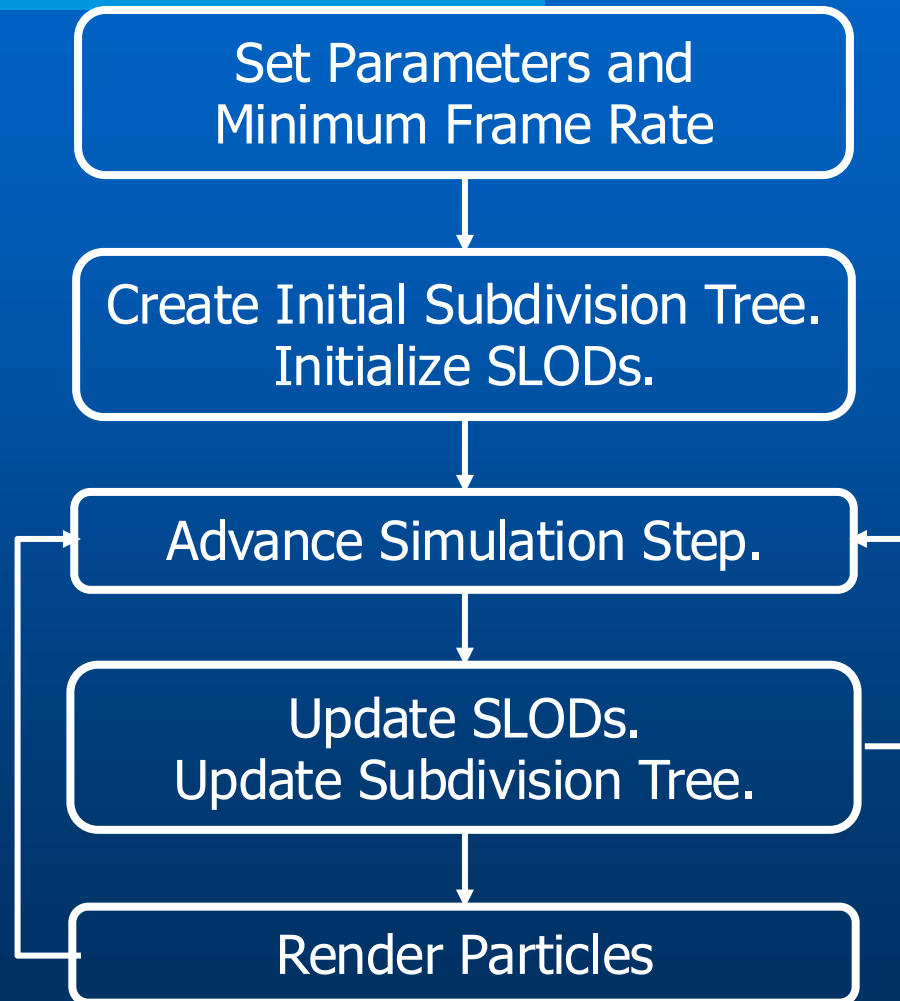 Set Parameters and
Minimum Frame Rate
Create Initial Subdivision Tree.
Initialize SLODs.
Advance Simulation Step.
Update SLODs.
Update Subdivision Tree.
Render Particles